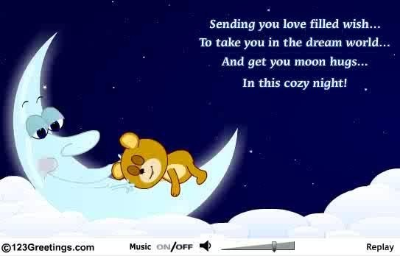 Sending you love filled wish...
To take you in the dream world...
And get you moon hugs...
In this cozy night!
©123Greetings.com Music ON/OFF Replay